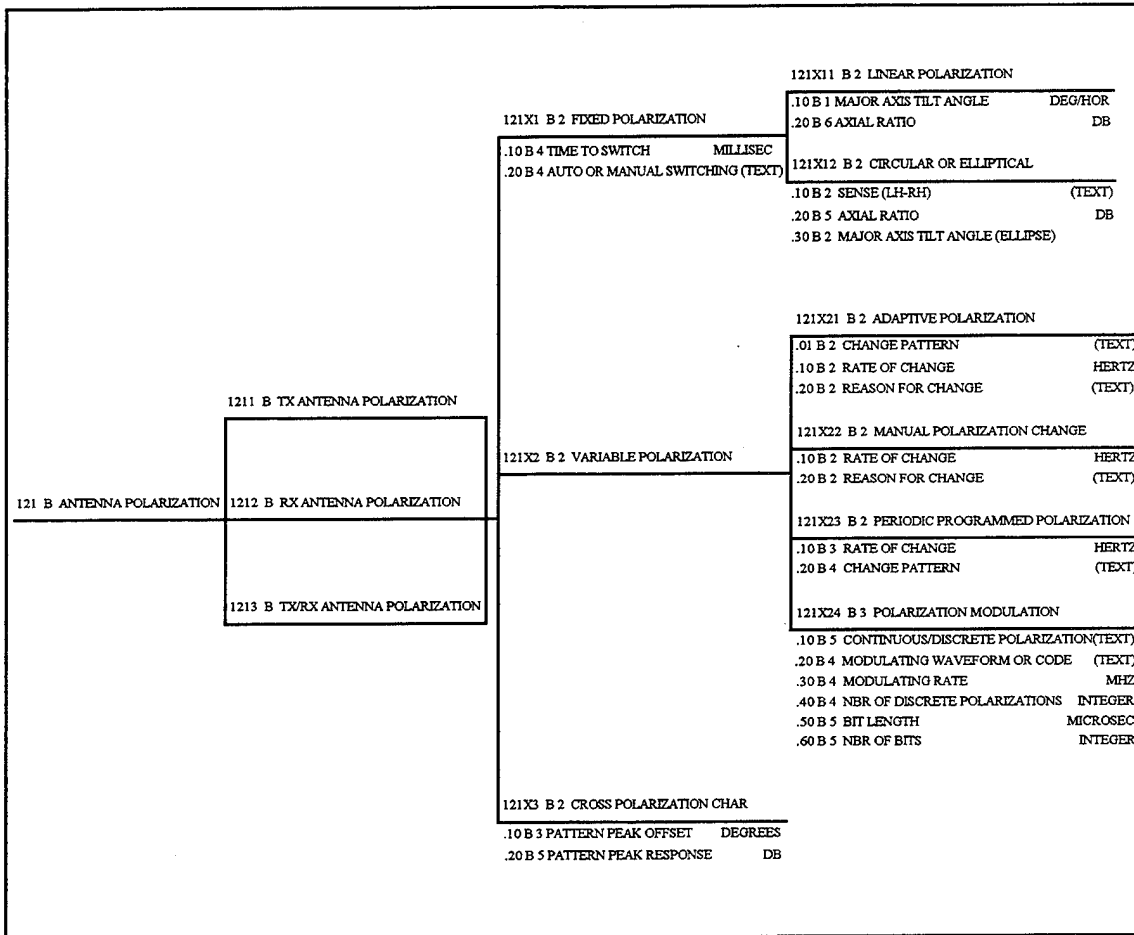 121 B ANTENNA POLARIZATION
1211 B TX ANTENNA POLARIZATION
1212 B RX ANTENNA POLARIZATION
1213 B TX/RX ANTENNA POLARIZATION
121X1 B 2 FIXED POLARIZATION
.10 B 4 TIME TO SWITCH MILLISEC
.20 B 4 AUTO OR MANUAL SWITCHING (TEXT)
121X11 B 2 LINEAR POLARIZATION
.10 B 1 MAJOR AXIS TILT ANGLE DEG/HOR
.20 B 6 AXIAL RATIO DB
121X12 B 2 CIRCULAR OR ELLIPTICAL
.10 B 2 SENSE (LH-RH) (TEXT)
.20 B 5 AXIAL RATIO DB
.30 B 2 MAJOR AXIS TILT ANGLE (ELLIPSE)
121X2 B 2 VARIABLE POLARIZATION
121X21 B 2 ADAPTIVE POLARIZATION
.01 B 2 CHANGE PATTERN (TEXT)
.10 B 2 RATE OF CHANGE HERTZ
.20 B 2 REASON FOR CHANGE (TEXT)
121X22 B 2 MANUAL POLARIZATION CHANGE
.10 B 2 RATE OF CHANGE HERTZ
.20 B 2 REASON FOR CHANGE (TEXT)
121X23 B 2 PERIODIC PROGRAMMED POLARIZATION
.10 B 3 RATE OF CHANGE HERTZ
.20 B 4 CHANGE PATTERN (TEXT)
121X24 B 3 POLARIZATION MODULATION
.10 B 5 CONTINUOUS/DISCRETE POLARIZATION(TEXT)
.20 B 4 MODULATING WAVEFORM OR CODE (TEXT)
.30 B 4 MODULATING RATE MHZ
.40 B 4 NBR OF DISCRETE POLARIZATIONS INTEGER
.50 B 5 BIT LENGTH MICROSEC
.60 B 5 NBR OF BITS INTEGER
121X3 B 2 CROSS POLARIZATION CHAR
.10 B 3 PATTERN PEAK OFFSET DEGREES
.20 B 5 PATTERN PEAK RESPONSE DB